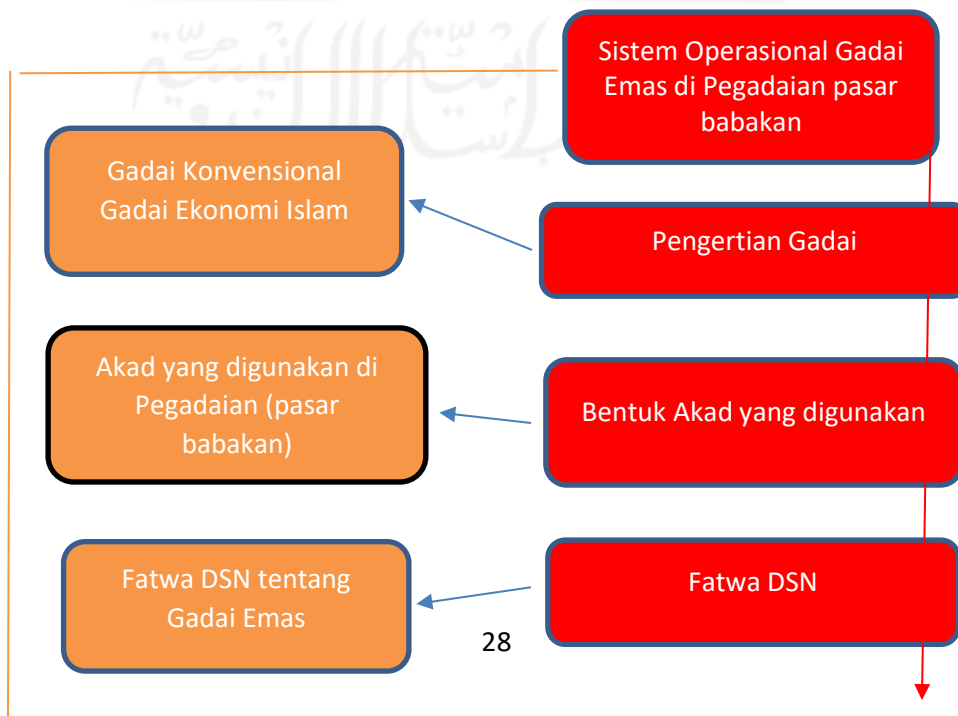 Sistem Operasional Gadai
Emas di Pegadaian pasar
babakan
Gadai Konvensional
Gadai Ekonomi Islam
Pengertian Gadai
Akad yang digunakan di
Pegadaian (pasar
babakan)
Bentuk Akad yang digunakan
Fatwa DSN tentang
Gadai Emas
Fatwa DSN
28